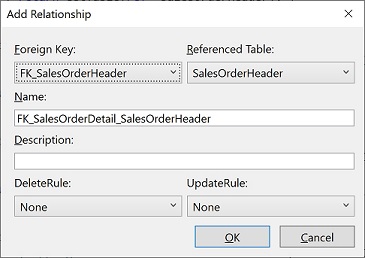 Add Relationship
Foreign Key: Referenced Table:
FK_SalesOrderHeader SalesOrderHeader
Name:
FK_SalesOrderDetail_SalesOrderHeader
Description:
DeleteRule: UpdateRule:
None None
OK Cancel